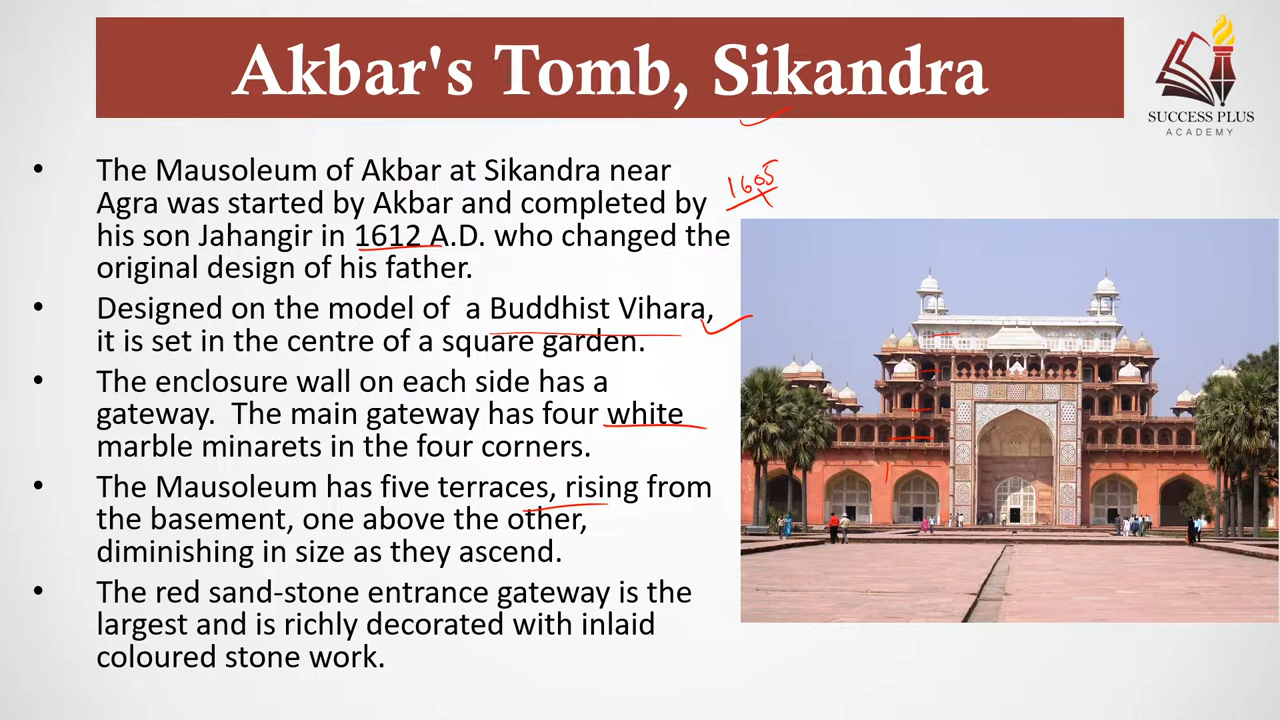 Akbar's Tomb, Sikandra
SUCCESS PLUS
ACADEMY
• The Mausoleum of Akbar at Sikandra near
Agra was started by Akbar and completed by
his son Jahangir in 1612 A.D. who changed the
original design of his father.
1605
• Designed on the model of  a Buddhist Vihara,
it is set in the centre of a square garden.
• The enclosure wall on each side has a
gateway.  The main gateway has four white
marble minarets in the four corners.
• The Mausoleum has five terraces, rising from
the basement, one above the other,
diminishing in size as they ascend.
• The red sand-stone entrance gateway is the
largest and is richly decorated with inlaid
coloured stone work.